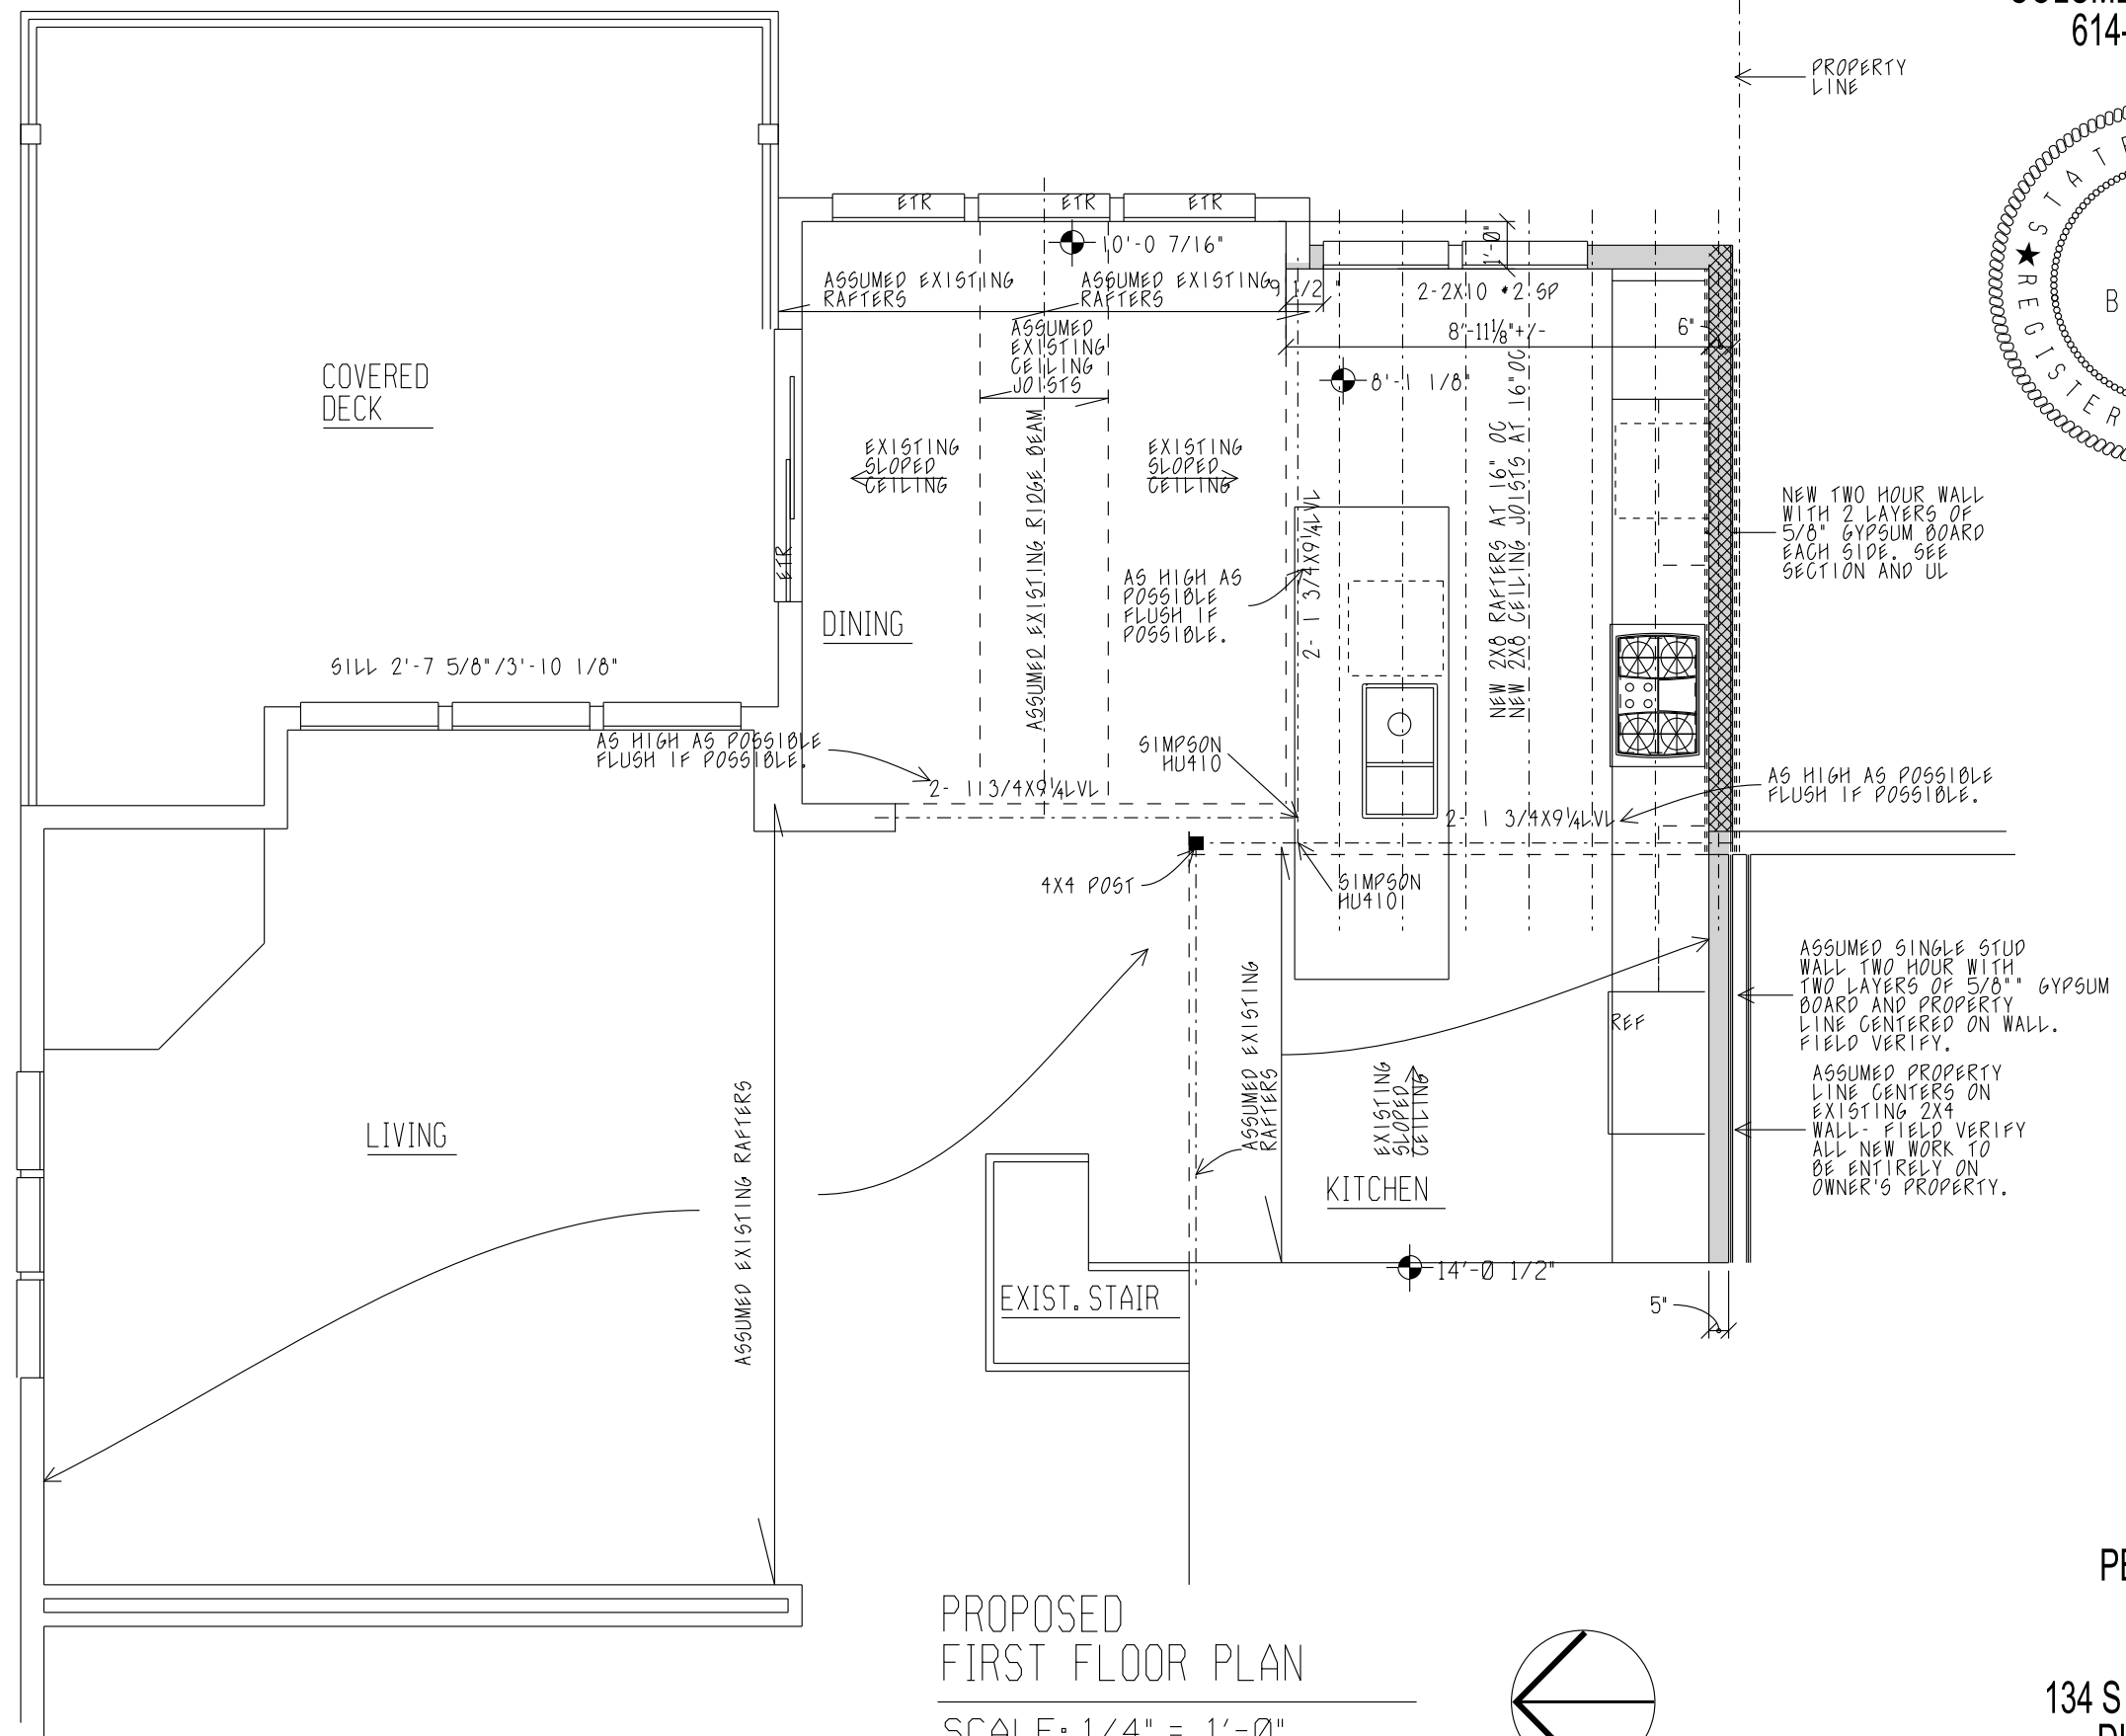 614-
PROPERTY
LINE
STATE
REGISTER
B
ETR
ETR
ETR
10'-0 7/16"
1'-0"
ASSUMED EXISTING
RAFTERS
ASSUMED EXISTING
RAFTERS
9 1/2"
2-2X10 #2 SP
8'-11⅛"+/-
6"
ASSUMED
EXISTING
CEILING
JOISTS
8'-1 1/8"
COVERED
DECK
EXISTING
SLOPED
CEILING
EXISTING
SLOPED
CEILING
ASSUMED EXISTING RIDGE BEAM
2- 1 3/4X9¼LVL
NEW 2X8 RAFTERS AT 16" OC
NEW 2X8 CEILING JOISTS AT 16"OC
NEW TWO HOUR WALL
WITH 2 LAYERS OF
5/8" GYPSUM BOARD
EACH SIDE. SEE
SECTION AND UL
ETR
AS HIGH AS
POSSIBLE
FLUSH IF
POSSIBLE.
DINING
SILL 2'-7 5/8"/3'-10 1/8"
AS HIGH AS POSSIBLE
FLUSH IF POSSIBLE.
SIMPSON
HU410
2- 113/4X9¼LVL
AS HIGH AS POSSIBLE
FLUSH IF POSSIBLE.
2- 1 3/4X9¼LVL
4X4 POST
SIMPSON
HU410
ASSUMED SINGLE STUD
WALL TWO HOUR WITH
TWO LAYERS OF 5/8"" GYPSUM
BOARD AND PROPERTY
LINE CENTERED ON WALL.
FIELD VERIFY.
REF
ASSUMED EXISTING
RAFTERS
EXISTING
SLOPED
CEILING
ASSUMED PROPERTY
LINE CENTERS ON
EXISTING 2X4
WALL- FIELD VERIFY
ALL NEW WORK TO
BE ENTIRELY ON
OWNER'S PROPERTY.
LIVING
ASSUMED EXISTING RAFTERS
KITCHEN
14'-0 1/2"
EXIST. STAIR
5"
PROPOSED
FIRST FLOOR PLAN
SCALE: 1/4" = 1'-0"
134 S